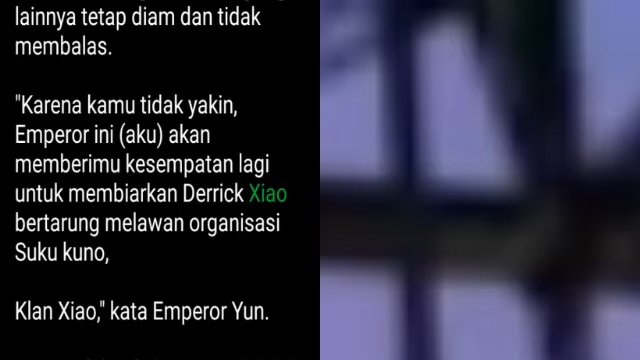 lainnya tetap diam dan tidak
membalas.
"Karena kamu tidak yakin,
Emperor ini (aku) akan
memberimu kesempatan lagi
untuk membiarkan Derrick Xiao
bertarung melawan organisasi
Suku kuno,
Klan Xiao," kata Emperor Yun.